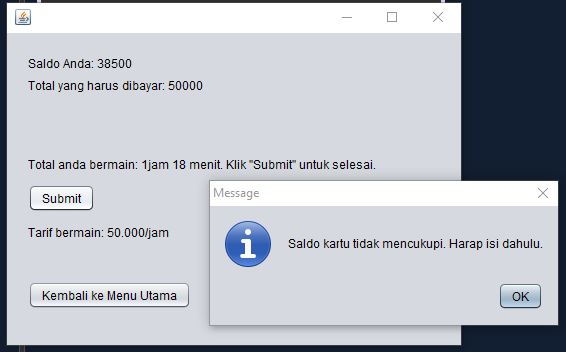 Saldo Anda: 38500
Total yang harus dibayar: 50000
Total anda bermain: 1jam 18 menit. Klik "Submit" untuk selesai.
Submit
Tarif bermain: 50.000/jam
Kembali ke Menu Utama
Message
Saldo kartu tidak mencukupi. Harap isi dahulu.
OK